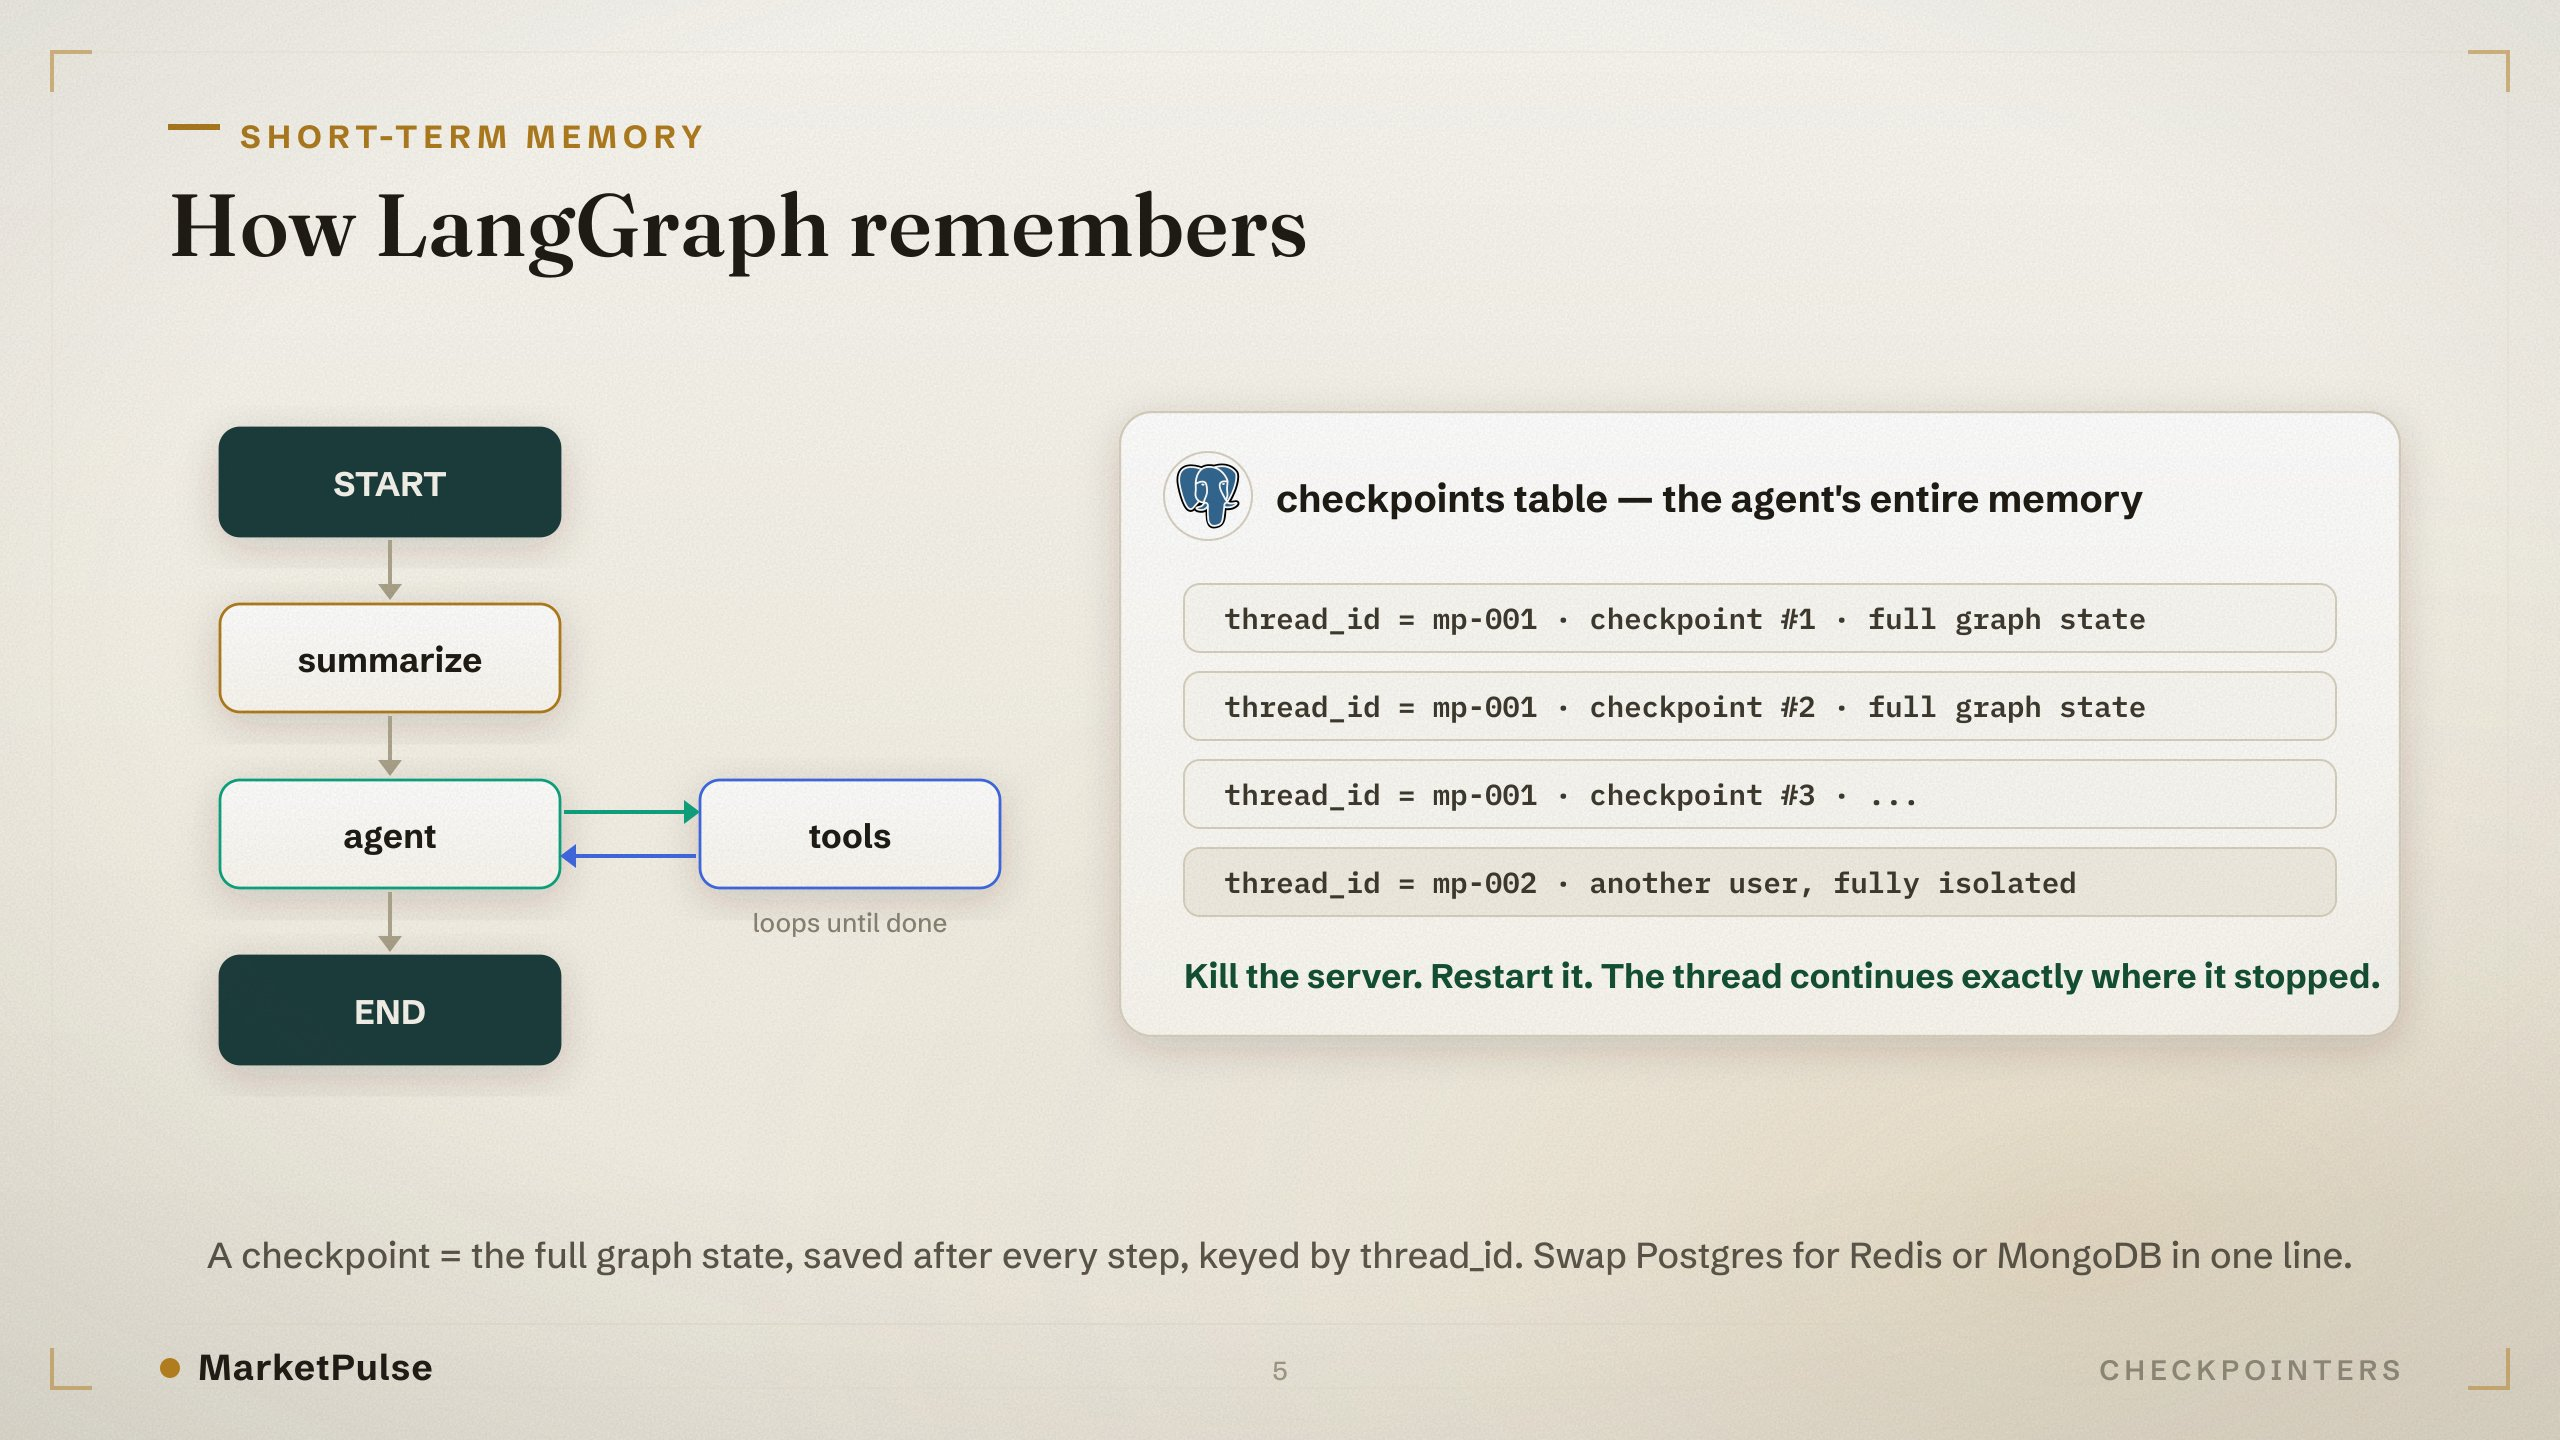 SHORT-TERM MEMORY
How LangGraph remembers
START
summarize
agent
tools
loops until done
END
checkpoints table — the agent's entire memory
thread_id = mp-001 · checkpoint #1 · full graph state
thread_id = mp-001 · checkpoint #2 · full graph state
thread_id = mp-001 · checkpoint #3 · ...
thread_id = mp-002 · another user, fully isolated
Kill the server. Restart it. The thread continues exactly where it stopped.
A checkpoint = the full graph state, saved after every step, keyed by thread_id. Swap Postgres for Redis or MongoDB in one line.
MarketPulse
5
CHECKPOINTERS